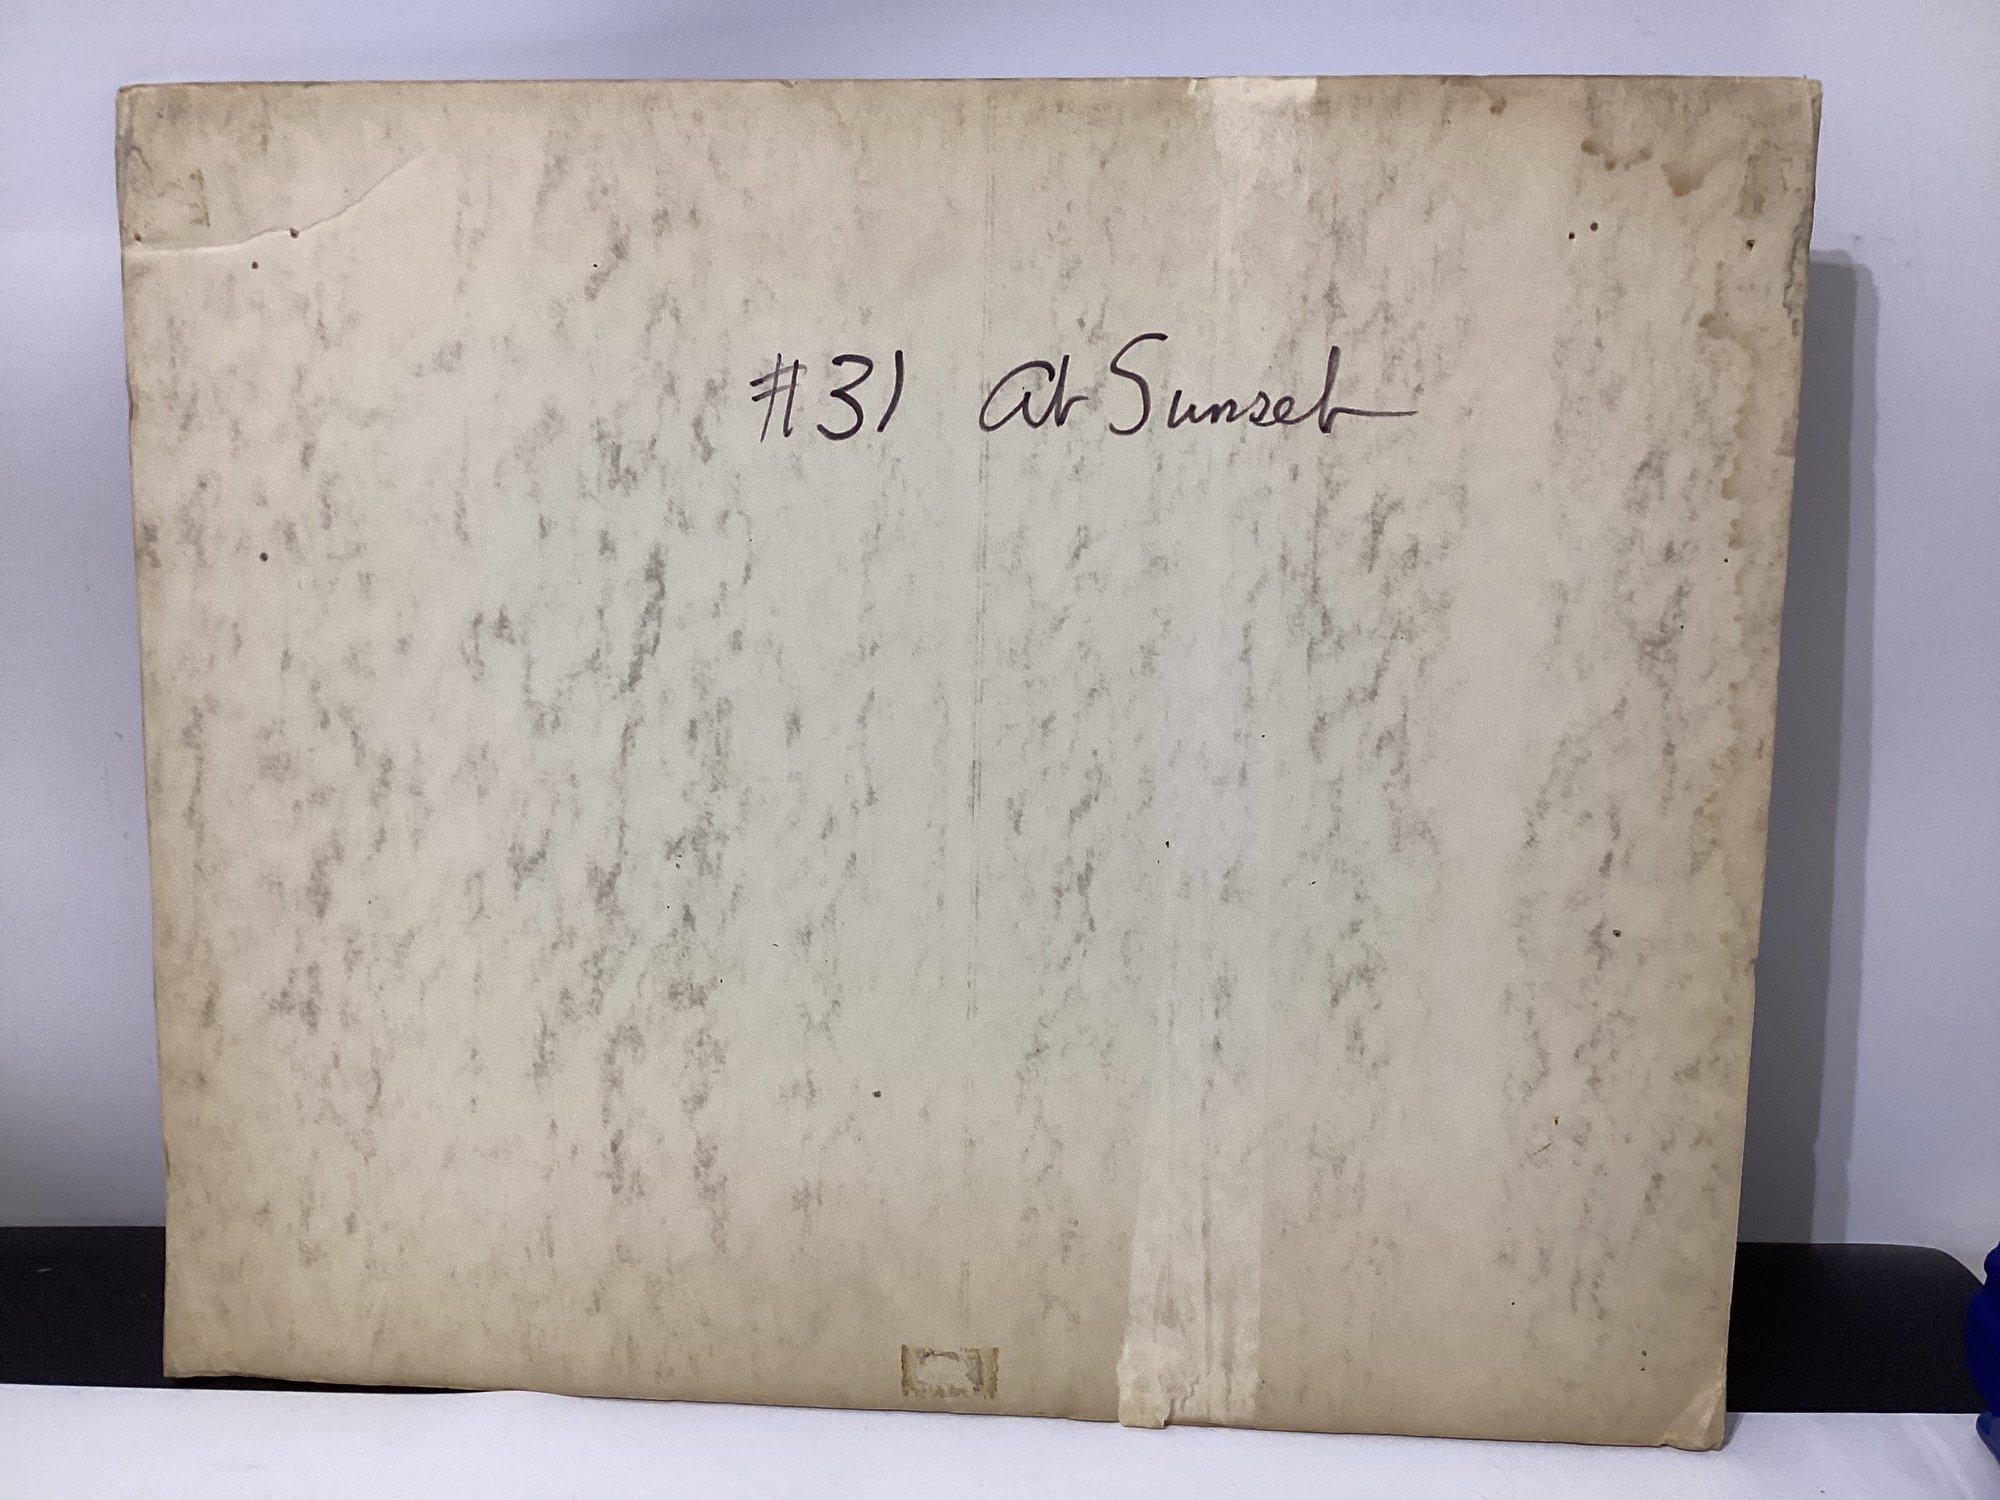 #31 at Sunset